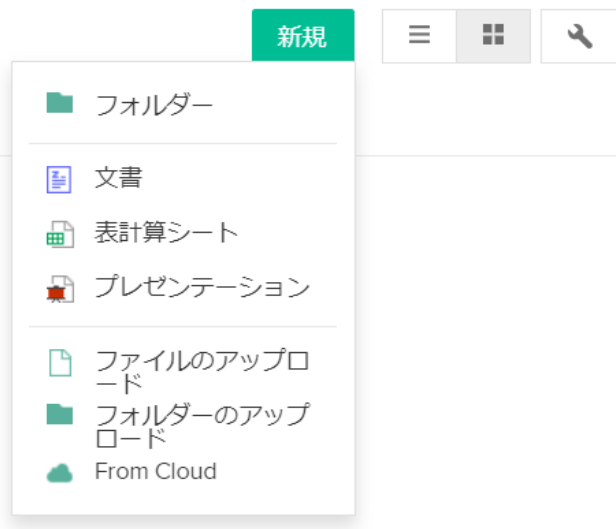 新規
フォルダー
文書
表計算シート
プレゼンテーション
ファイルのアップロ
ード
フォルダーのアップ
ロード
From Cloud